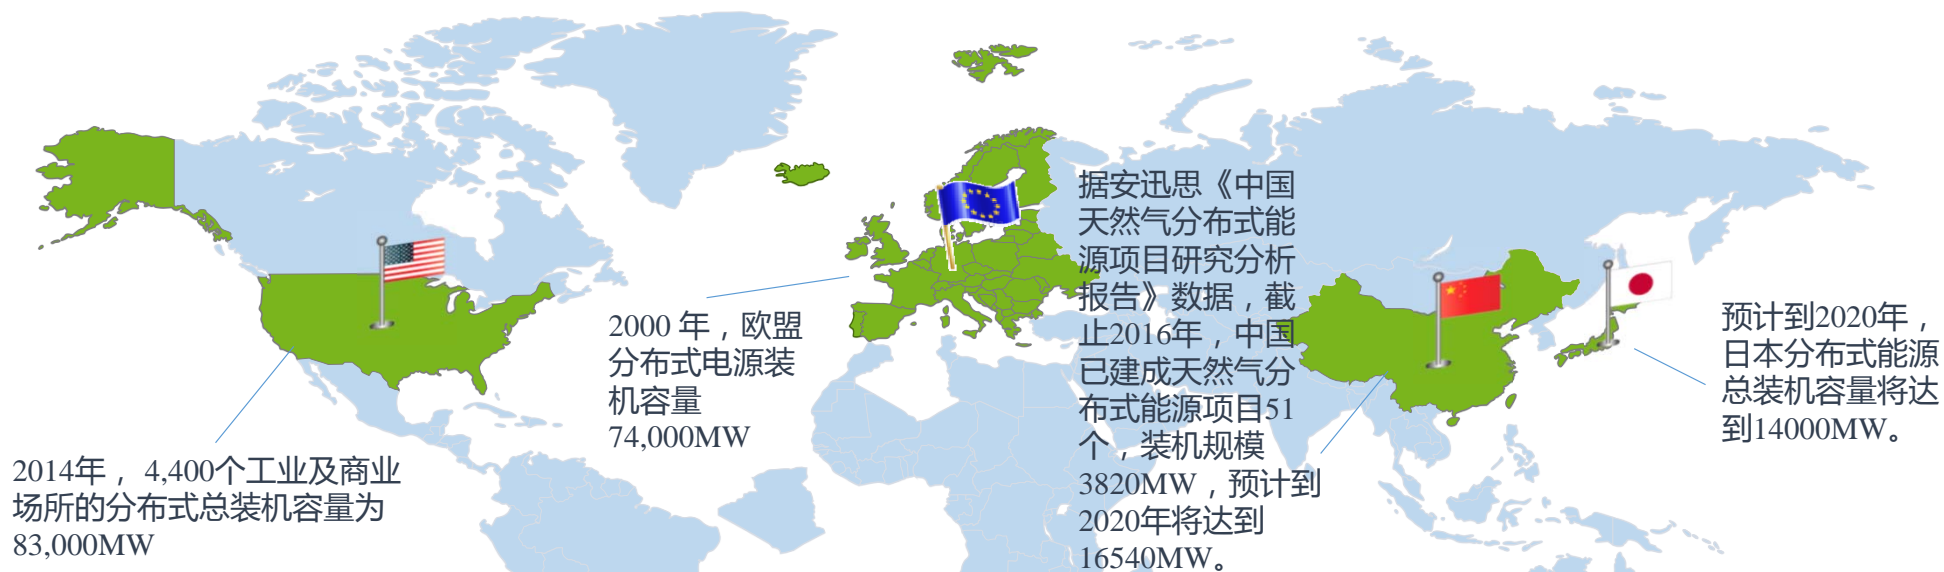 2014年， 4,400个工业及商业
场所的分布式总装机容量为
83,000MW
2000 年，欧盟
分布式电源装
机容量
74,000MW
据安迅思《中国
天然气分布式能
源项目研究分析
报告》数据，截
止2016年，中国
已建成天然气分
布式能源项目51
个，装机规模
3820MW，预计到
2020年将达到
16540MW。
预计到2020年，
日本分布式能源
总装机容量将达
到14000MW。